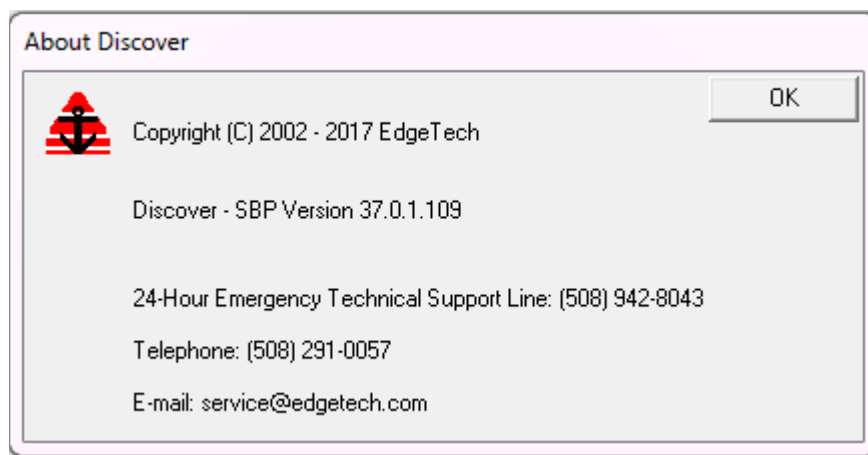 About Discover
OK
Copyright (C) 2002 - 2017 EdgeTech
Discover - SBP Version 37.0.1.109
24-Hour Emergency Technical Support Line: (508) 942-8043
Telephone: (508) 291-0057
E-mail: service@edgetech.com